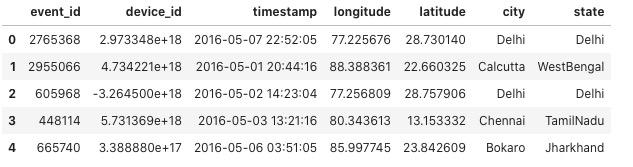 event_id device_id timestamp longitude latitude city state
0 2765368 2.973348e+18 2016-05-07 22:52:05 77.225676 28.730140 Delhi Delhi
1 2955066 4.734221e+18 2016-05-01 20:44:16 88.388361 22.660325 Calcutta WestBengal
2 605968 -3.264500e+18 2016-05-02 14:23:04 77.256809 28.757906 Delhi Delhi
3 448114 5.731369e+18 2016-05-03 13:21:16 80.343613 13.153332 Chennai TamilNadu
4 665740 3.388880e+17 2016-05-06 03:51:05 85.997745 23.842609 Bokaro Jharkhand